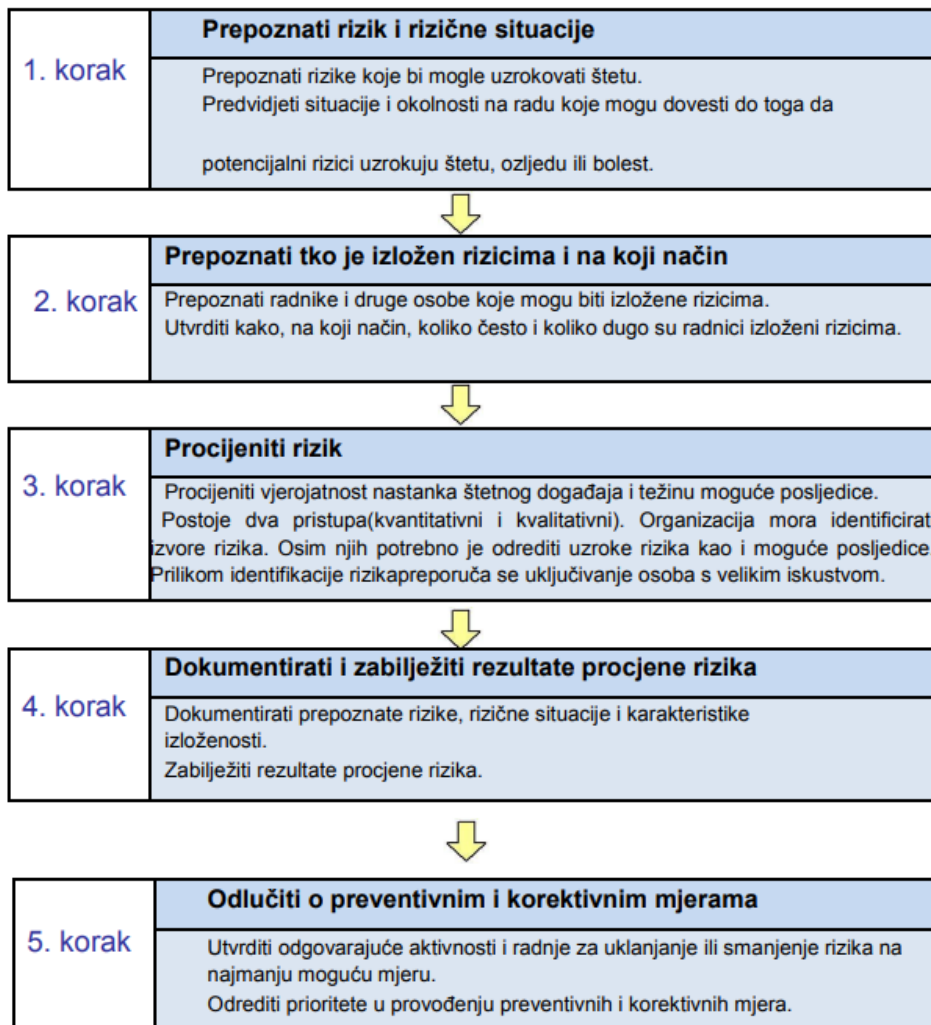 1. korak
Prepoznati rizik i rizične situacije
Prepoznati rizike koje bi mogle uzrokovati štetu.
Predvidjeti situacije i okolnosti na radu koje mogu dovesti do toga da
potencijalni rizici uzrokuju štetu, ozljedu ili bolest.
2. korak
Prepoznati tko je izložen rizicima i na koji način
Prepoznati radnike i druge osobe koje mogu biti izložene rizicima.
Utvrditi kako, na koji način, koliko često i koliko dugo su radnici izloženi rizicima.
3. korak
Procijeniti rizik
Procijeniti vjerojatnost nastanka štetnog događaja i težinu moguće posljedice.
Postoje dva pristupa(kvantitativni i kvalitativni). Organizacija mora identificirat
izvore rizika. Osim njih potrebno je odrediti uzroke rizika kao i moguće posljedice
Prilikom identifikacije rizikapreporuča se uključivanje osoba s velikim iskustvom.
4. korak
Dokumentirati i zabilježiti rezultate procjene rizika
Dokumentirati prepoznate rizike, rizične situacije i karakteristike
izloženosti.
Zabilježiti rezultate procjene rizika.
5. korak
Odlučiti o preventivnim i korektivnim mjerama
Utvrditi odgovarajuće aktivnosti i radnje za uklanjanje ili smanjenje rizika na
najmanju moguću mjeru.
Odrediti prioritete u provođenju preventivnih i korektivnih mjera.